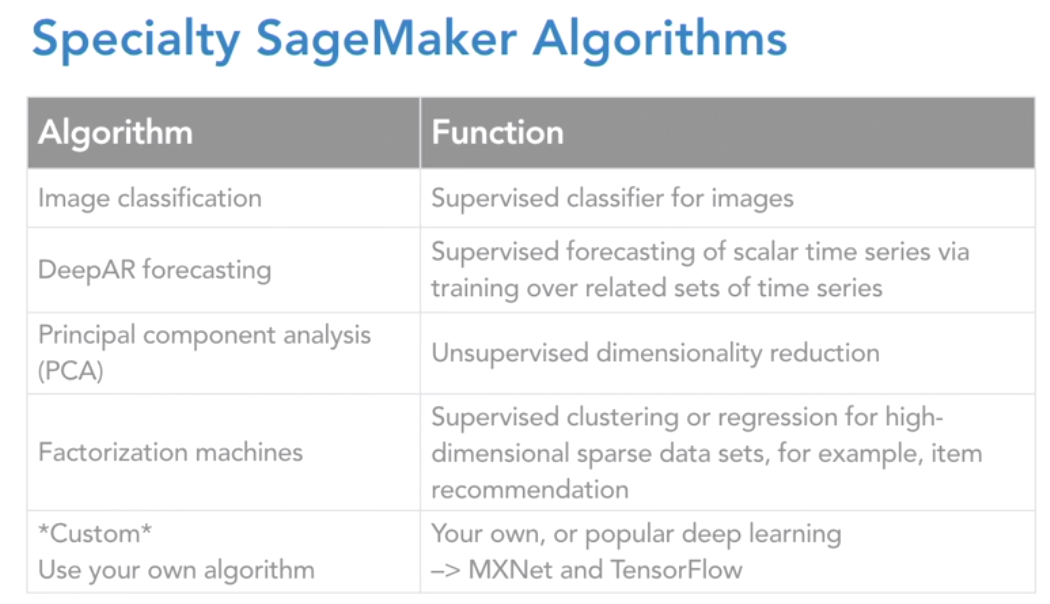 Specialty SageMaker Algorithms
Algorithm
Function
Image classification
Supervised classifier for images
DeepAR forecasting
Supervised forecasting of scalar time series via
training over related sets of time series
Principal component analysis
(PCA)
Unsupervised dimensionality reduction
Factorization machines
Supervised clustering or regression for high-
dimensional sparse data sets, for example, item
recommendation
*Custom*
Use your own algorithm
Your own, or popular deep learning
–> MXNet and TensorFlow